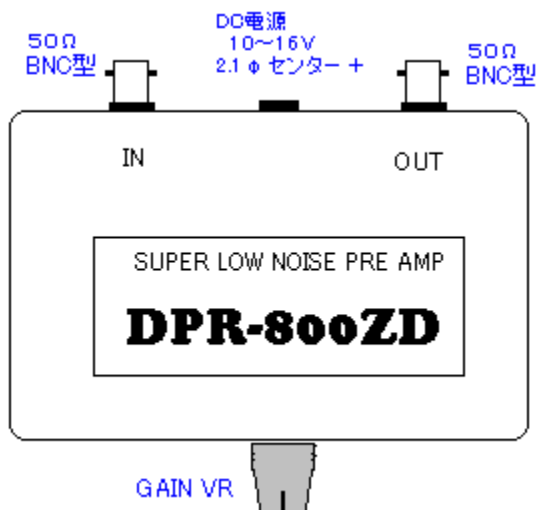 50Ω
BNC型
DC電源
10～16V
2.1φ センター +
50Ω
BNC型
IN
OUT
SUPER LOW NOISE PRE AMP
DPR-800ZD
GAIN VR